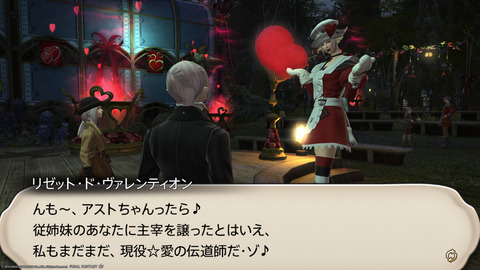 リゼット・ド・ヴァレンティオン
んも～、アストちゃんったら♪
従姉妹のあなたに主宰を譲ったとはいえ、
私もまだまだ、現役☆愛の伝道師だ・ゾ♪